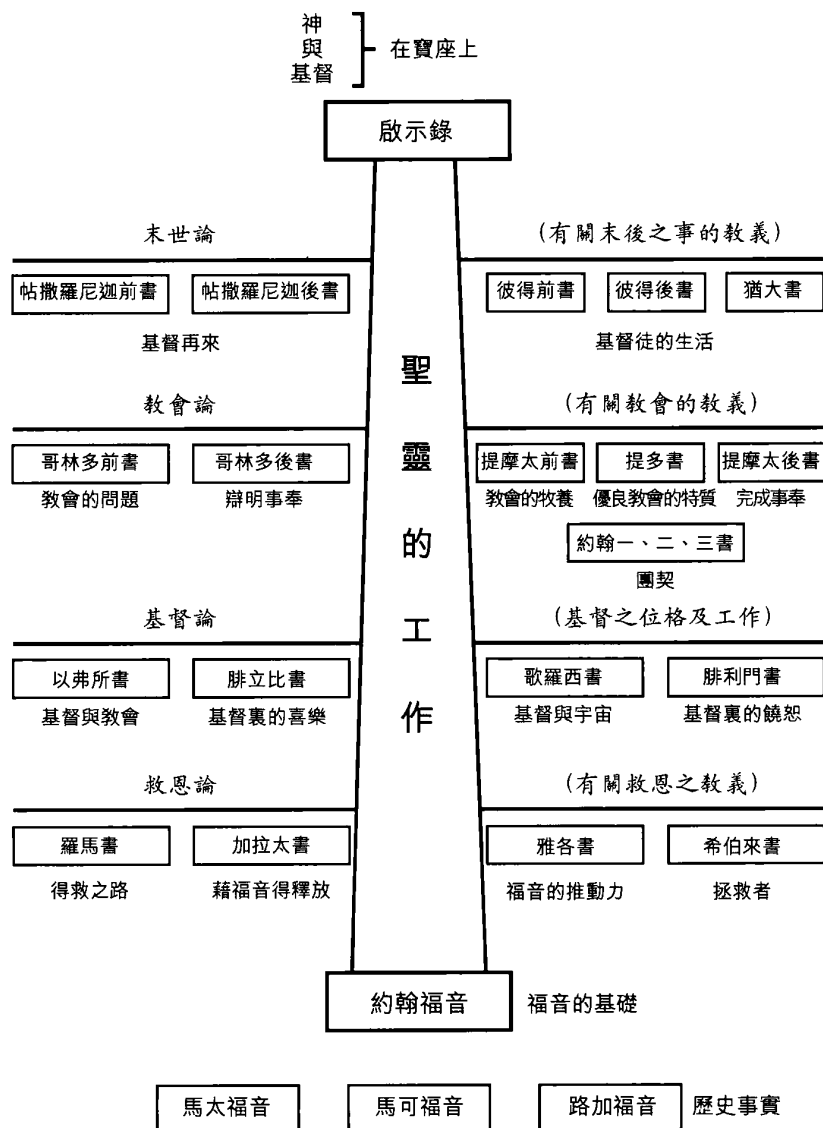 神
與
基督
在寶座上
啟示錄
末世論 (有關末後之事的教義)
帖撒羅尼迦前書 帖撒羅尼迦後書 彼得前書 彼得後書 猶大書
基督再來 基督徒的生活
教會論 (有關教會的教義)
哥林多前書 哥林多後書 提摩太前書 提多書 提摩太後書
教會的問題 辯明事奉 教會的牧養 優良教會的特質 完成事奉
約翰一、二、三書
團契
基督論 (基督之位格及工作)
以弗所書 腓立比書 歌羅西書 腓利門書
基督與教會 基督裏的喜樂 基督與宇宙 基督裏的饒恕
救恩論 (有關救恩之教義)
羅馬書 加拉太書 雅各書 希伯來書
得救之路 藉福音得釋放 福音的推動力 拯救者
聖
靈
的
工
作
約翰福音 福音的基礎
馬太福音 馬可福音 路加福音 歷史事實